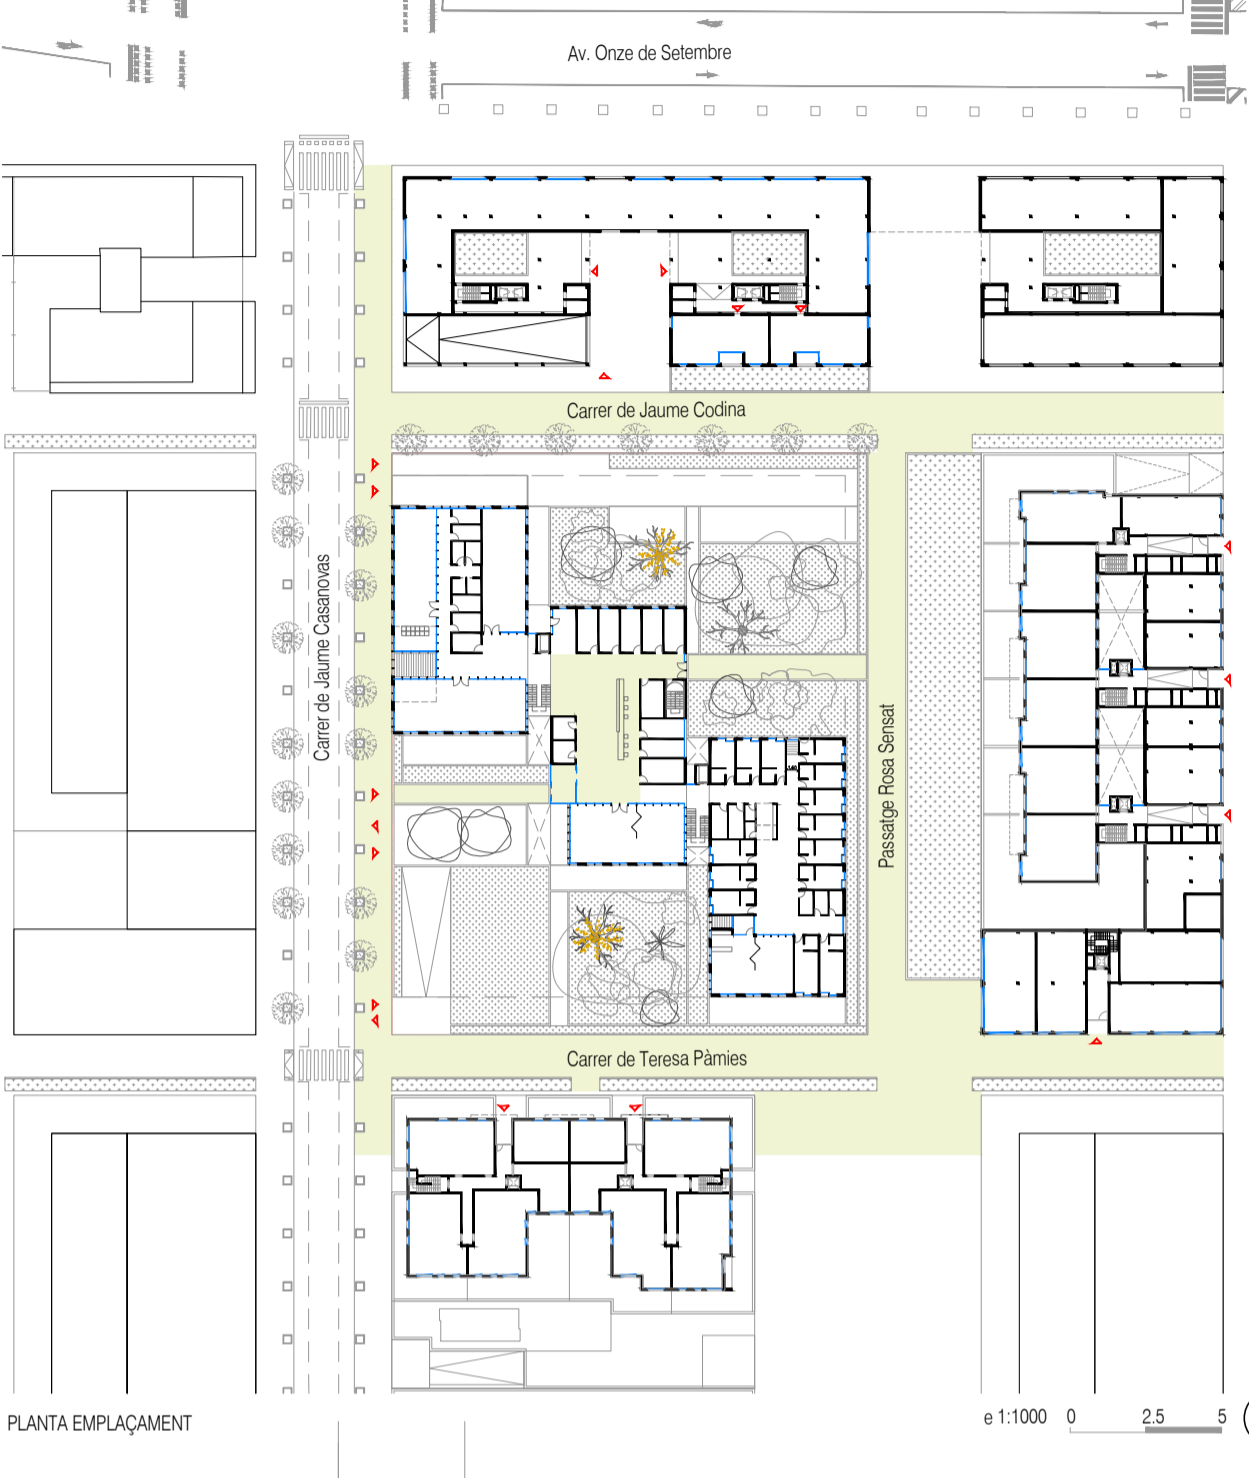 Av. Onze de Setembre
Carrer de Jaume Codina
Carrer de Jaume Casanovas
Passatge Rosa Sensat
Carrer de Teresa Pàmies
PLANTA EMPLAÇAMENT
e 1:1000 0 2.5 5